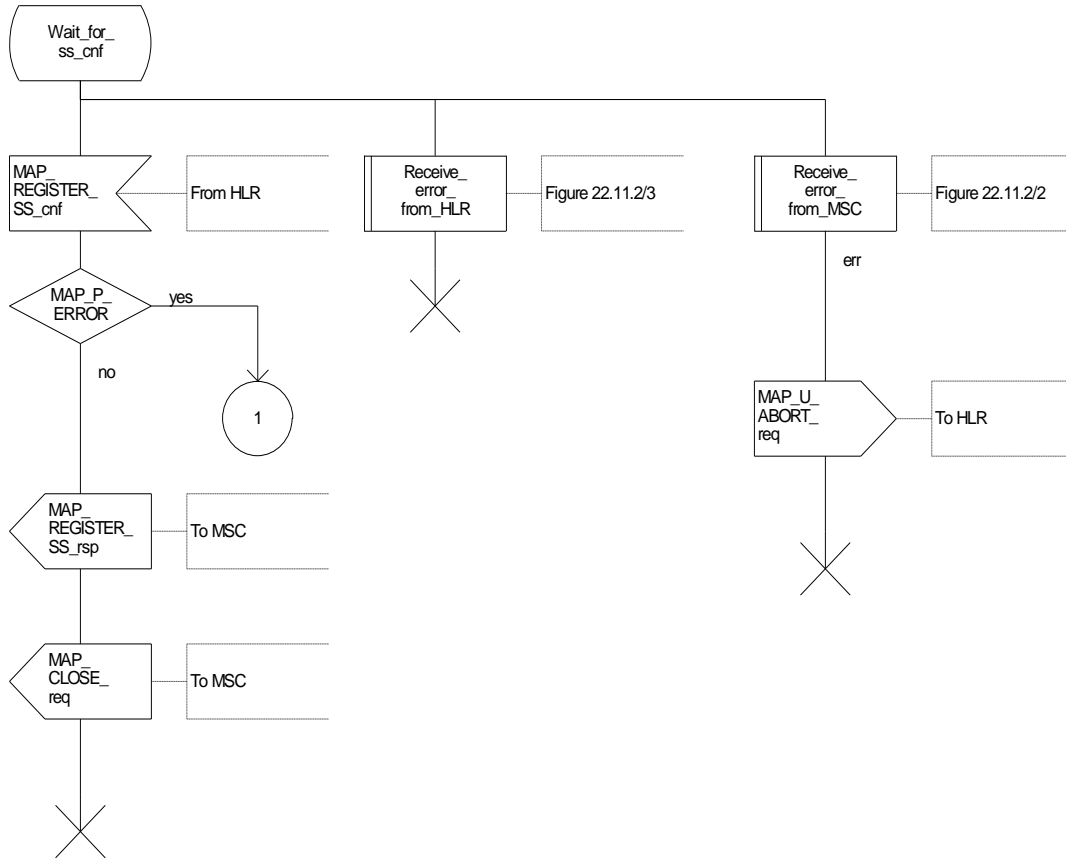 Wait_for_
ss_cnf
MAP_
REGISTER_
SS_cnf
From HLR
Receive_
error_
from_HLR
Figure 22.11.2/3
Receive_
error_
from_MSC
Figure 22.11.2/2
err
MAP_P_
ERROR
yes
no
1
MAP_U_
ABORT_
req
To HLR
MAP_
REGISTER_
SS_rsp
To MSC
MAP_
CLOSE_
req
To MSC